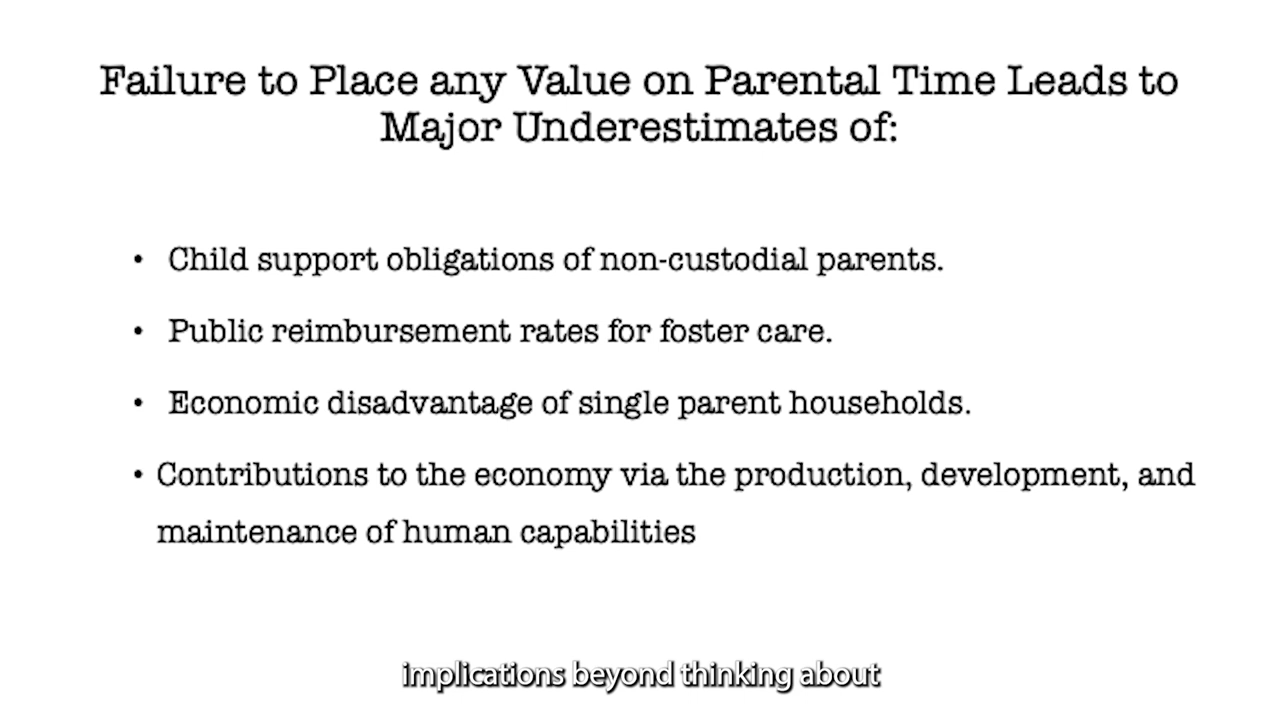 Failure to Place any Value on Parental Time Leads to
Major Underestimates of:
• Child support obligations of non-custodial parents.
• Public reimbursement rates for foster care.
• Economic disadvantage of single parent households.
• Contributions to the economy via the production, development, and
maintenance of human capabilities
implications beyond thinking about